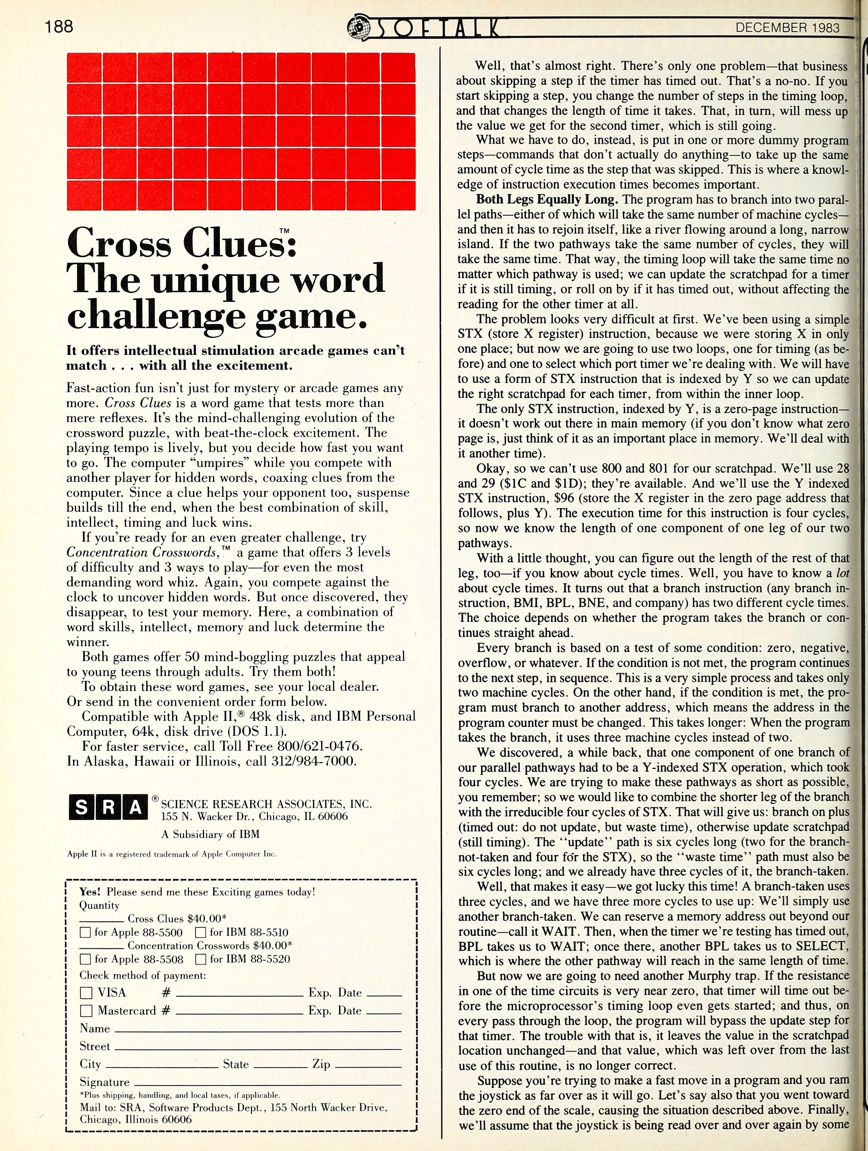 188
SOFTALK
DECEMBER 1983
Cross Clues™:
The unique word
challenge game.
It offers intellectual stimulation arcade games can't
match . . . with all the excitement.
Fast-action fun isn't just for mystery or arcade games any
more. Cross Clues is a word game that tests more than
mere reflexes. It's the mind-challenging evolution of the
crossword puzzle, with beat-the-clock excitement. The
playing tempo is lively, but you decide how fast you want
to go. The computer "umpires" while you compete with
another player for hidden words, coaxing clues from the
computer. Since a clue helps your opponent too, suspense
builds till the end, when the best combination of skill,
intellect, timing and luck wins.
If you're ready for an even greater challenge, try
Concentration Crosswords,™ a game that offers 3 levels
of difficulty and 3 ways to play—for even the most
demanding word whiz. Again, you compete against the
clock to uncover hidden words. But once discovered, they
disappear, to test your memory. Here, a combination of
word skills, intellect, memory and luck determine the
winner.
Both games offer 50 mind-boggling puzzles that appeal
to young teens through adults. Try them both!
To obtain these word games, see your local dealer.
Or send in the convenient order form below.
Compatible with Apple II,® 48k disk, and IBM Personal
Computer, 64k, disk drive (DOS 1.1).
For faster service, call Toll Free 800/621-0476.
In Alaska, Hawaii or Illinois, call 312/984-7000.
SRA® SCIENCE RESEARCH ASSOCIATES, INC.
155 N. Wacker Dr., Chicago, IL 60606
A Subsidiary of IBM
Apple II is a registered trademark of Apple Computer Inc.
Yes! Please send me these Exciting games today!
Quantity
______ Cross Clues $40.00*
☐ for Apple 88-5500 ☐ for IBM 88-5510
______ Concentration Crosswords $40.00*
☐ for Apple 88-5508 ☐ for IBM 88-5520
Check method of payment:
☐ VISA # ______ Exp. Date ______
☐ Mastercard # ______ Exp. Date ______
Name ______
Street ______
City ______ State ______ Zip ______
Signature ______
*Plus shipping, handling, and local taxes, if applicable.
Mail to: SRA, Software Products Dept., 155 North Wacker Drive,
Chicago, Illinois 60606
Well, that's almost right. There's only one problem—that business
about skipping a step if the timer has timed out. That's a no-no. If you
start skipping a step, you change the number of steps in the timing loop,
and that changes the length of time it takes. That, in turn, will mess up
the value we get for the second timer, which is still going.
What we have to do, instead, is put in one or more dummy program
steps—commands that don't actually do anything—to take up the same
amount of cycle time as the step that was skipped. This is where a knowl-
edge of instruction execution times becomes important.
Both Legs Equally Long. The program has to branch into two paral-
lel paths—either of which will take the same number of machine cycles—
and then it has to rejoin itself, like a river flowing around a long, narrow
island. If the two pathways take the same number of cycles, they will
take the same time. That way, the timing loop will take the same time no
matter which pathway is used; we can update the scratchpad for a timer
if it is still timing, or roll on by if it has timed out, without affecting the
reading for the other timer at all.
The problem looks very difficult at first. We've been using a simple
STX (store X register) instruction, because we were storing X in only
one place; but now we are going to use two loops, one for timing (as be-
fore) and one to select which port timer we're dealing with. We will have
to use a form of STX instruction that is indexed by Y so we can update
the right scratchpad for each timer, from within the inner loop.
The only STX instruction, indexed by Y, is a zero-page instruction—
it doesn't work out there in main memory (if you don't know what zero
page is, just think of it as an important place in memory. We'll deal with
it another time).
Okay, so we can't use 800 and 801 for our scratchpad. We'll use 28
and 29 ($1C and $1D); they're available. And we'll use the Y indexed
STX instruction, $96 (store the X register in the zero page address that
follows, plus Y). The execution time for this instruction is four cycles,
so now we know the length of one component of one leg of our two
pathways.
With a little thought, you can figure out the length of the rest of that
leg, too—if you know about cycle times. Well, you have to know a lot
about cycle times. It turns out that a branch instruction (any branch in-
struction, BMI, BPL, BNE, and company) has two different cycle times.
The choice depends on whether the program takes the branch or con-
tinues straight ahead.
Every branch is based on a test of some condition: zero, negative,
overflow, or whatever. If the condition is not met, the program continues
to the next step, in sequence. This is a very simple process and takes only
two machine cycles. On the other hand, if the condition is met, the pro-
gram must branch to another address, which means the address in the
program counter must be changed. This takes longer: When the program
takes the branch, it uses three machine cycles instead of two.
We discovered, a while back, that one component of one branch of
our parallel pathways had to be a Y-indexed STX operation, which took
four cycles. We are trying to make these pathways as short as possible,
you remember; so we would like to combine the shorter leg of the branch
with the irreducible four cycles of STX. That will give us: branch on plus
(timed out: do not update, but waste time), otherwise update scratchpad
(still timing). The "update" path is six cycles long (two for the branch-
not-taken and four for the STX), so the "waste time" path must also be
six cycles long; and we already have three cycles of it, the branch-taken.
Well, that makes it easy—we got lucky this time! A branch-taken uses
three cycles, and we have three more cycles to use up: We'll simply use
another branch-taken. We can reserve a memory address out beyond our
routine—call it WAIT. Then, when the timer we're testing has timed out,
BPL takes us to WAIT; once there, another BPL takes us to SELECT,
which is where the other pathway will reach in the same length of time.
But now we are going to need another Murphy trap. If the resistance
in one of the time circuits is very near zero, that timer will time out be-
fore the microprocessor's timing loop even gets started; and thus, on
every pass through the loop, the program will bypass the update step for
that timer. The trouble with that is, it leaves the value in the scratchpad
location unchanged—and that value, which was left over from the last
use of this routine, is no longer correct.
Suppose you're trying to make a fast move in a program and you ram
the joystick as far over as it will go. Let's say also that you went toward
the zero end of the scale, causing the situation described above. Finally,
we'll assume that the joystick is being read over and over again by some